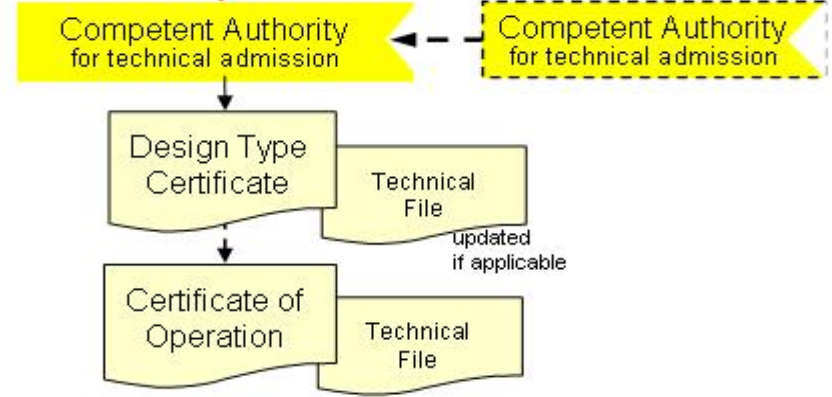 Competent Authority
for technical admission
Competent Authority
for technical admission
Design Type
Certificate
Technical
File
updated
if applicable
Certificate of
Operation
Technical
File